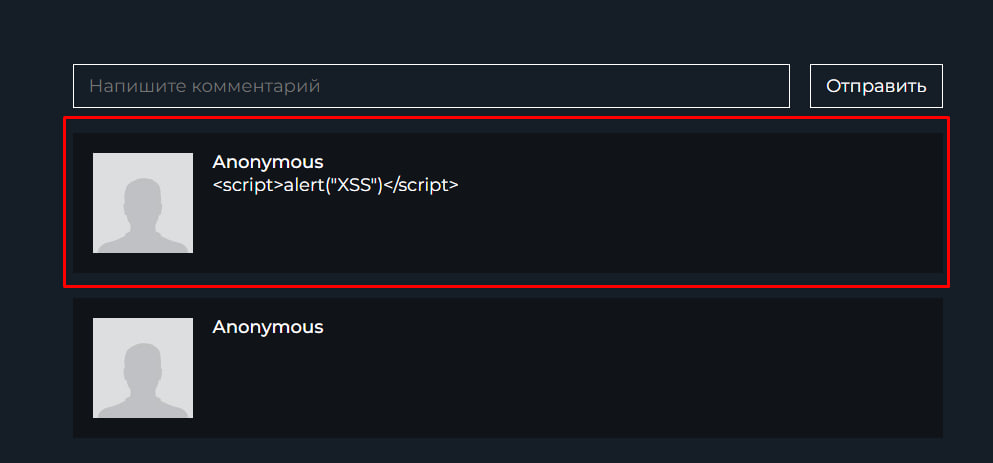 Напишите комментарий
Отправить
Anonymous
<script>alert("XSS")</script>
Anonymous